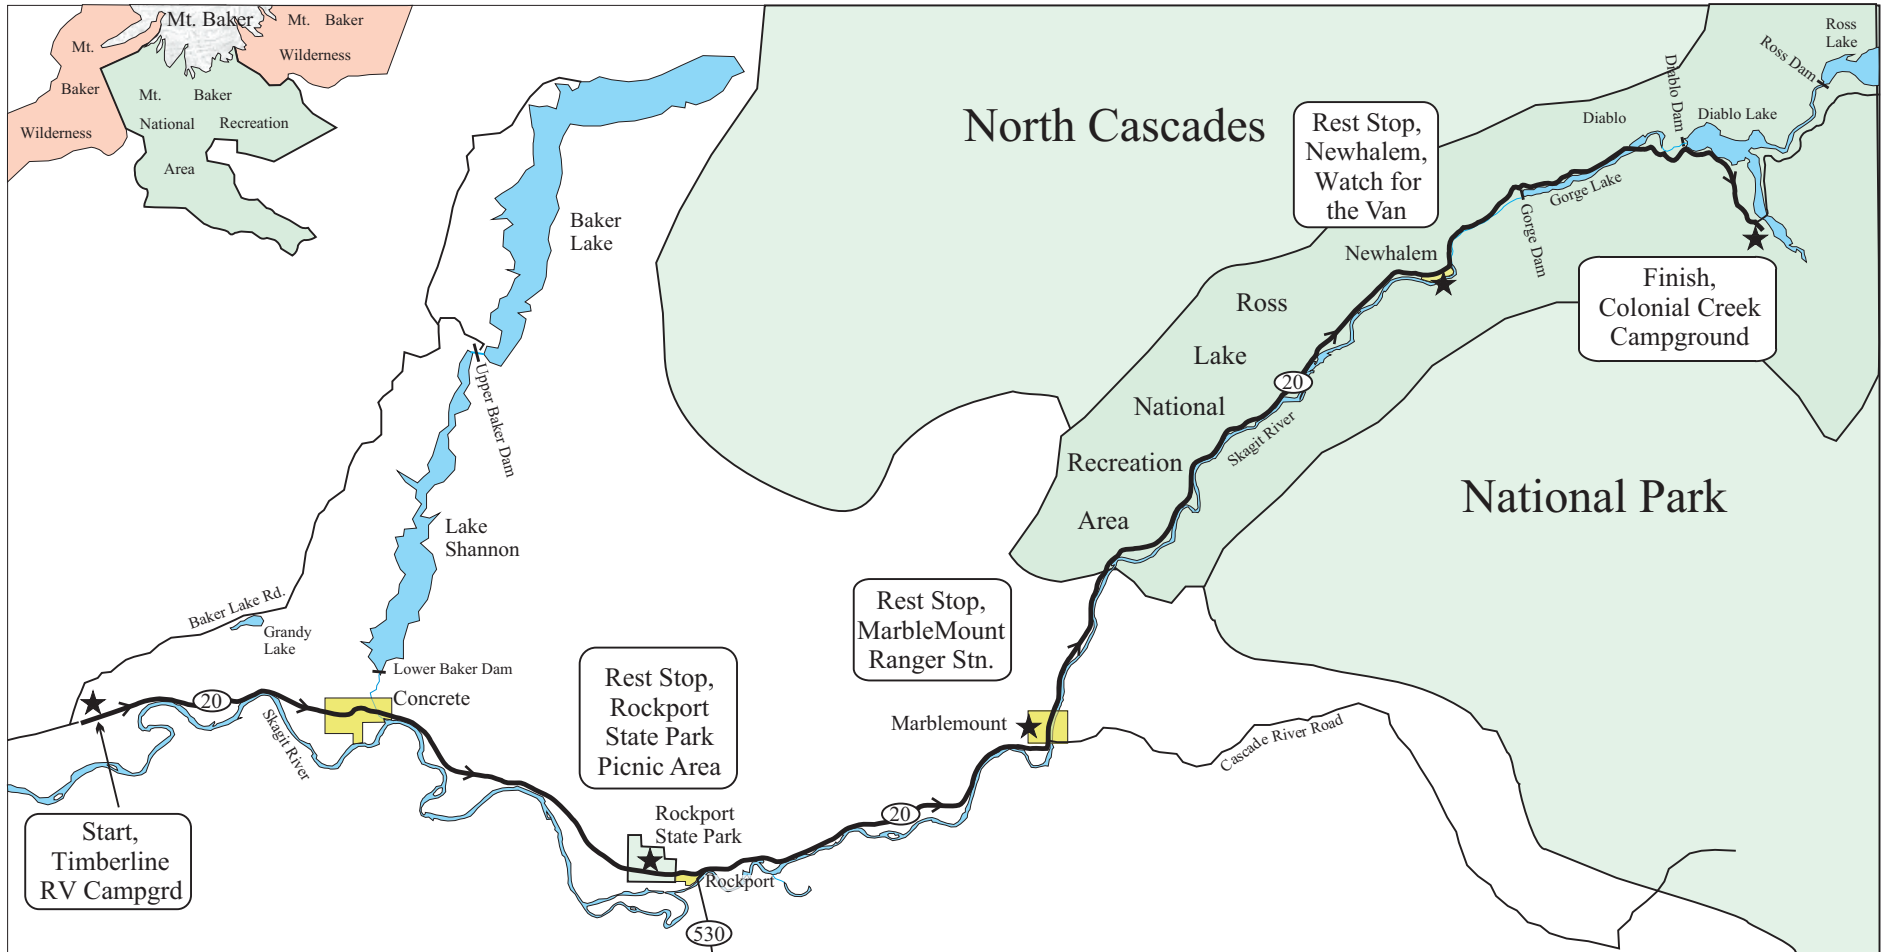 Mt. Baker
Mt. Baker
Wilderness
Mt.
Baker
Wilderness
Mt. Baker
National Recreation
Area
Baker
Lake
Upper Baker Dam
Lake
Shannon
Baker Lake Rd.
Grandy
Lake
Lower Baker Dam
Concrete
20
Skagit River
Start,
Timberline
RV Campgrd
Rest Stop,
Rockport
State Park
Picnic Area
Rockport
State Park
Rockport
530
20
Rest Stop,
MarbleMount
Ranger Stn.
Marblemount
Cascade River Road
North Cascades
National Park
Ross
Lake
National
Recreation
Area
20
Skagit River
Rest Stop,
Newhalem,
Watch for
the Van
Newhalem
Gorge Dam
Gorge Lake
Diablo
Diablo Dam
Diablo Lake
Ross Dam
Ross
Lake
Finish,
Colonial Creek
Campground